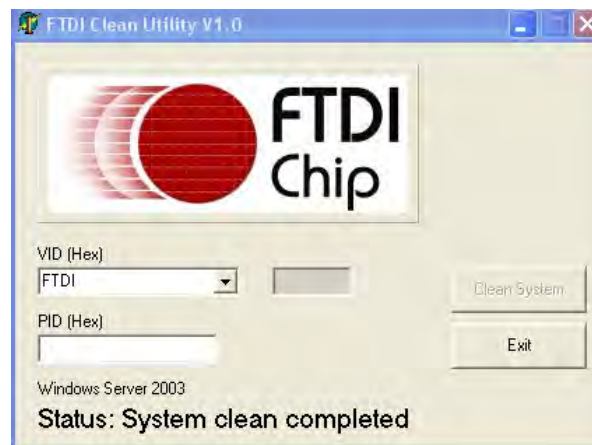 FTDI Clean Utility V1.0
FTDI
Chip
VID (Hex)
FTDI
Clean System
PID (Hex)
Exit
Windows Server 2003
Status: System clean completed